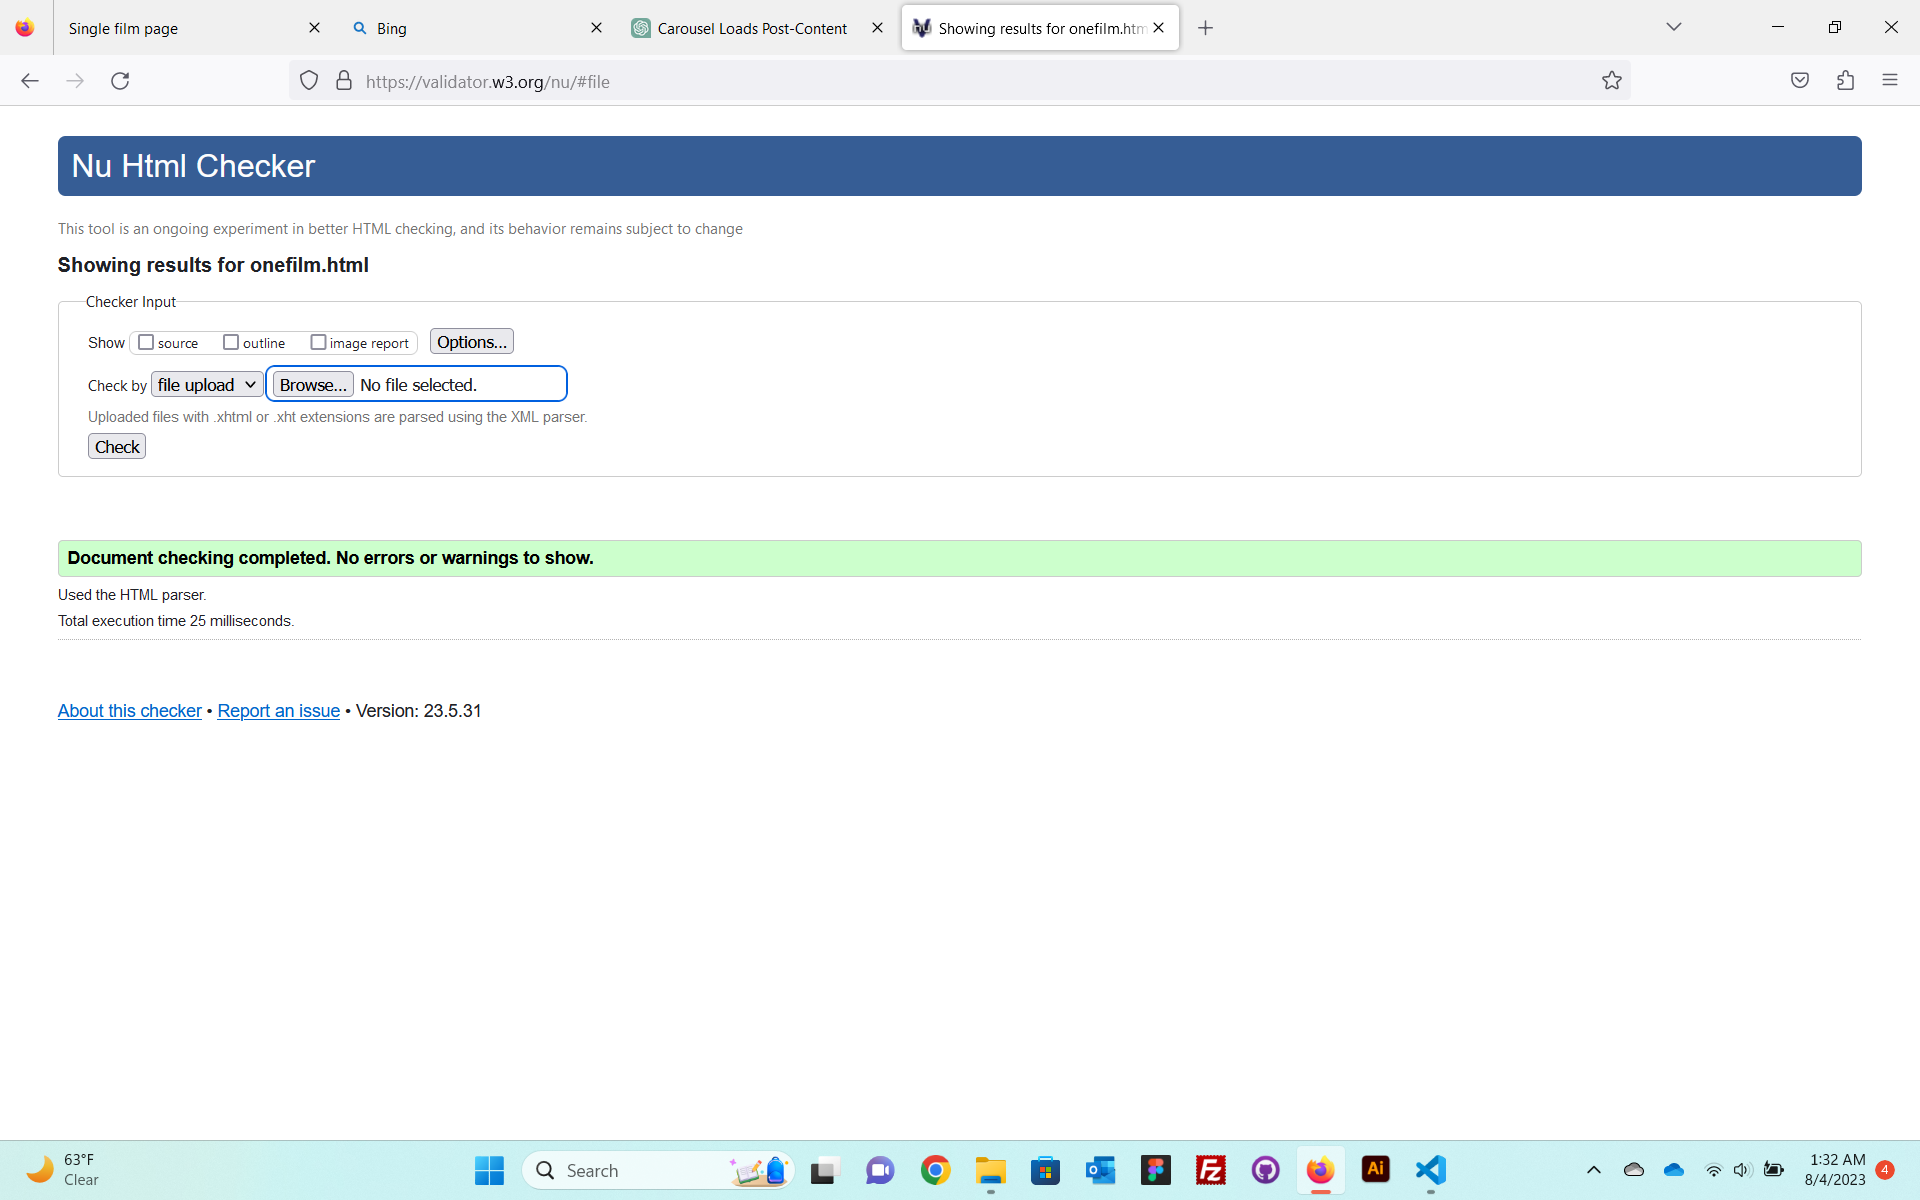 Single film page
Bing
Carousel Loads Post-Content
Showing results for onefilm.htm
https://validator.w3.org/nu/#file
Nu Html Checker
This tool is an ongoing experiment in better HTML checking, and its behavior remains subject to change
Showing results for onefilm.html
Checker Input
Show source outline image report Options...
Check by file upload Browse... No file selected.
Uploaded files with .xhtml or .xht extensions are parsed using the XML parser.
Check
Document checking completed. No errors or warnings to show.
Used the HTML parser.
Total execution time 25 milliseconds.
About this checker • Report an issue • Version: 23.5.31
63°F
Clear
Search
Ai
1:32 AM
8/4/2023
4